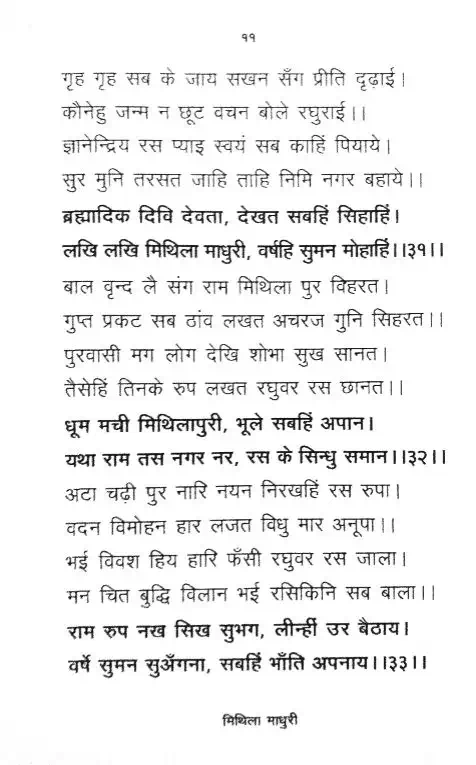 ११
गृह गृह सब के जाय सखन सँग प्रीति दृढ़ाई।
कौनेहु जन्म न छूट वचन बोले रघुराई।।
ज्ञानेन्द्रिय रस प्याइ स्वयं सब काहिं पियाये।
सुर मुनि तरसत जाहि ताहि निमि नगर बहाये।।
ब्रह्मादिक दिवि देवता, देखत सबहिं सिहाहिं।
लखि लखि मिथिला माधुरी, वर्षहि सुमन मोहाहिं।।३१।।
बाल वृन्द लै संग राम मिथिला पुर विहरत।
गुप्त प्रकट सब ठांव लखत अचरज गुनि सिहरत।।
पुरवासी मग लोग देखि शोभा सुख सानत।
तैसेहिं तिनके रुप लखत रघुवर रस छानत।।
धूम मची मिथिलापुरी, भूले सबहिं अपान।
यथा राम तस नगर नर, रस के सिन्धु समान।।३२।।
अटा चढ़ी पुर नारि नयन निरखहिं रस रुपा।
वदन विमोहन हार लजत विधु मार अनूपा।।
भई विवश हिय हारि फँसी रघुवर रस जाला।
मन चित बुद्धि विलान भई रसिकिनि सब बाला।।
राम रुप नख सिख सुभग, लीन्हीं उर बैठाय।
वर्षे सुमन सुअँगना, सबहिं भाँति अपनाय।।३३।।
मिथिला माधुरी